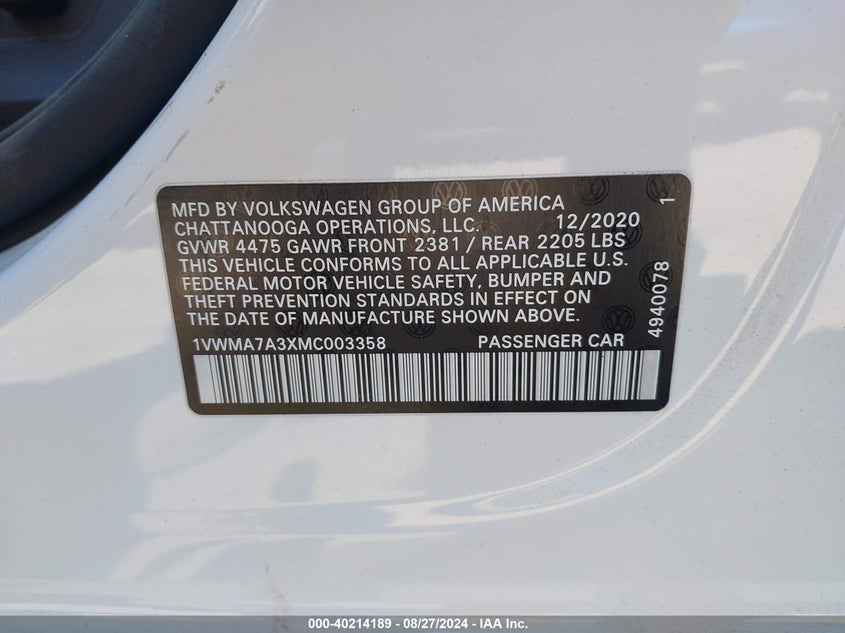 MFD BY VOLKSWAGEN GROUP OF AMERICA
CHATTANOOGA OPERATIONS, LLC. 12/2020
GVWR 4475 GAWR FRONT 2381 / REAR 2205 LBS
THIS VEHICLE CONFORMS TO ALL APPLICABLE U.S.
FEDERAL MOTOR VEHICLE SAFETY, BUMPER AND
THEFT PREVENTION STANDARDS IN EFFECT ON
THE DATE OF MANUFACTURE SHOWN ABOVE.
1VWMA7A3XMC003358 PASSENGER CAR
4940078 1
000-40214189 - 08/27/2024 - IAA Inc.